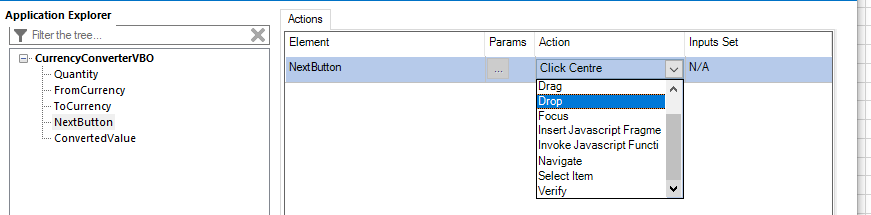 Application Explorer
Filter the tree...
CurrencyConverterVBO
Quantity
FromCurrency
ToCurrency
NextButton
ConvertedValue
Actions
Element Params Action Inputs Set
NextButton ... Click Centre N/A
Drag
Drop
Focus
Insert Javascript Fragme
Invoke Javascript Functi
Navigate
Select Item
Verify